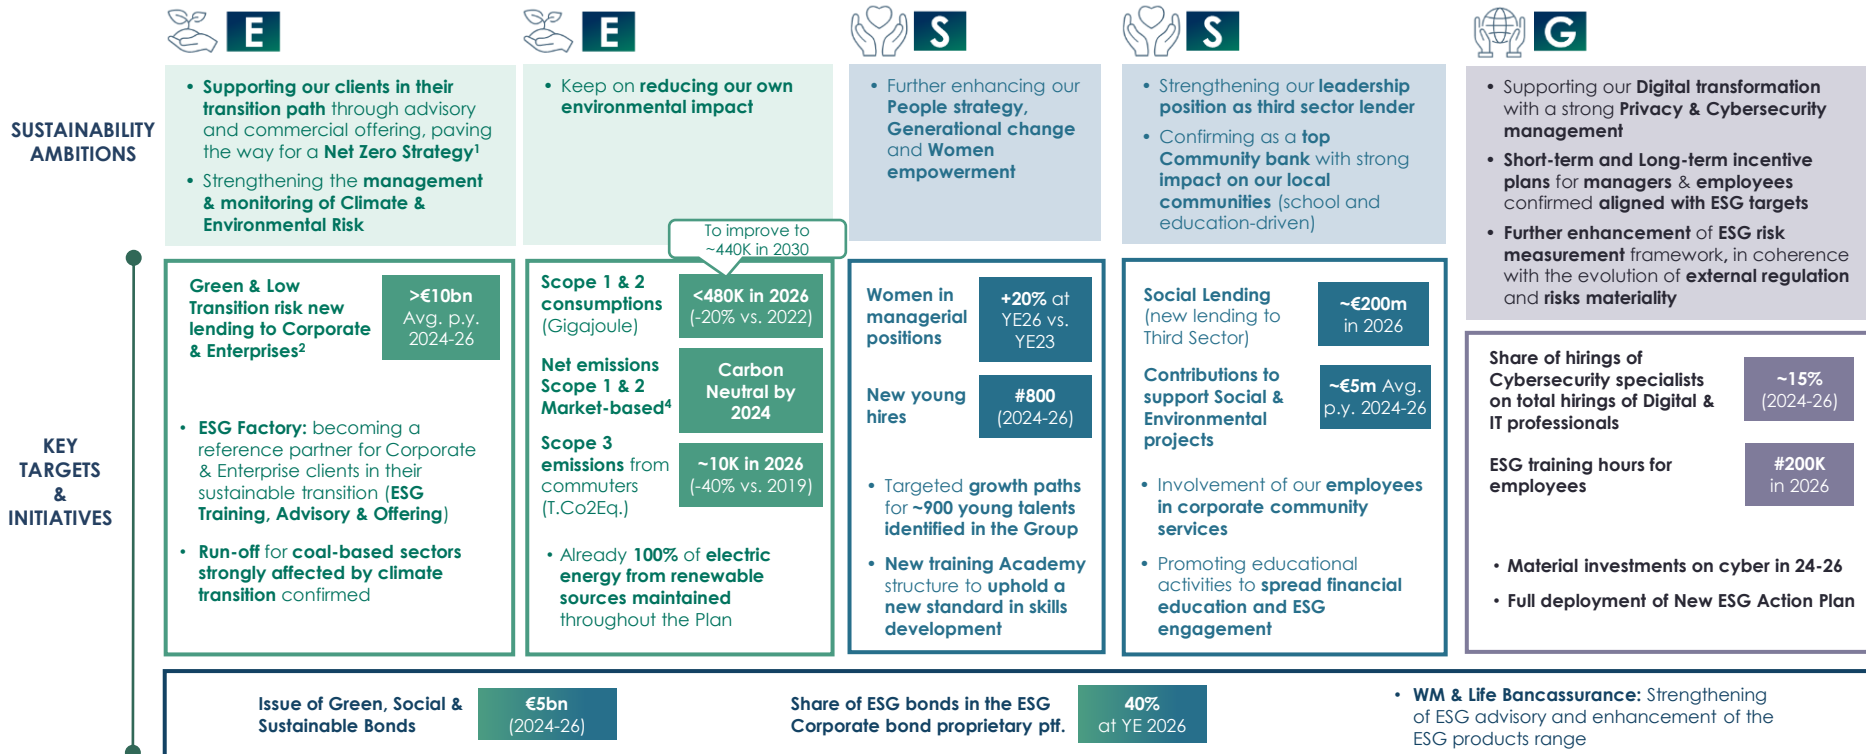 E
E
S
S
G
SUSTAINABILITY
AMBITIONS
• Supporting our clients in their
transition path through advisory
and commercial offering, paving
the way for a Net Zero Strategy¹
• Strengthening the management
& monitoring of Climate &
Environmental Risk
• Keep on reducing our own
environmental impact
• Further enhancing our
People strategy,
Generational change
and Women
empowerment
• Strengthening our leadership
position as third sector lender
• Confirming as a top
Community bank with strong
impact on our local
communities (school and
education-driven)
• Supporting our Digital transformation
with a strong Privacy & Cybersecurity
management
• Short-term and Long-term incentive
plans for managers & employees
confirmed aligned with ESG targets
• Further enhancement of ESG risk
measurement framework, in coherence
with the evolution of external regulation
and risks materiality
KEY
TARGETS
&
INITIATIVES
Green & Low
Transition risk new
lending to Corporate
& Enterprises²
>€10bn
Avg. p.y.
2024-26
• ESG Factory: becoming a
reference partner for Corporate
& Enterprise clients in their
sustainable transition (ESG
Training, Advisory & Offering)
• Run-off for coal-based sectors
strongly affected by climate
transition confirmed
To improve to
~440K in 2030
Scope 1 & 2
consumptions
(Gigajoule)
<480K in 2026
(-20% vs. 2022)
Net emissions
Scope 1 & 2
Market-based⁴
Carbon
Neutral by
2024
Scope 3
emissions from
commuters
(T.Co2Eq.)
~10K in 2026
(-40% vs. 2019)
• Already 100% of electric
energy from renewable
sources maintained
throughout the Plan
Women in
managerial
positions
+20% at
YE26 vs.
YE23
New young
hires
#800
(2024-26)
• Targeted growth paths
for ~900 young talents
identified in the Group
• New training Academy
structure to uphold a
new standard in skills
development
Social Lending
(new lending to
Third Sector)
~€200m
in 2026
Contributions to
support Social &
Environmental
projects
~€5m Avg.
p.y. 2024-26
• Involvement of our employees
in corporate community
services
• Promoting educational
activities to spread financial
education and ESG
engagement
Share of hirings of
Cybersecurity specialists
on total hirings of Digital &
IT professionals
~15%
(2024-26)
ESG training hours for
employees
#200K
in 2026
• Material investments on cyber in 24-26
• Full deployment of New ESG Action Plan
Issue of Green, Social &
Sustainable Bonds
€5bn
(2024-26)
Share of ESG bonds in the ESG
Corporate bond proprietary ptf.
40%
at YE 2026
• WM & Life Bancassurance: Strengthening
of ESG advisory and enhancement of the
ESG products range